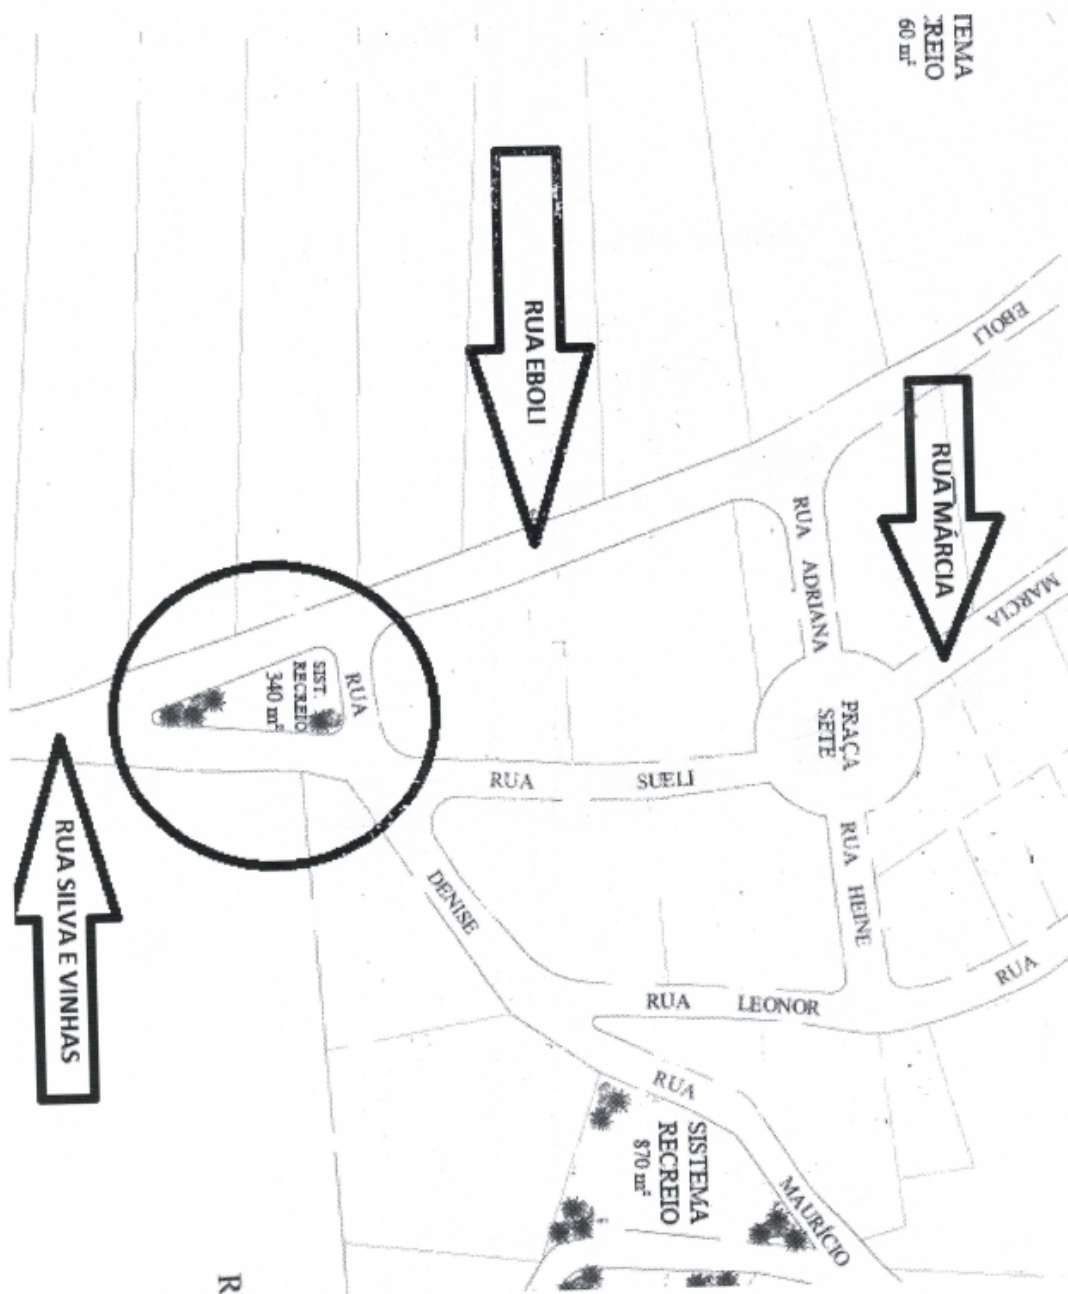 TEMA
REIO
60 m²
EBOLI
RUA EBOLI
RUA MÁRCIA
RUA ADRIANA
MARCIA
SIST.
RECREIO
340 m²
RUA
PRAÇA
SETE
RUA SUELI
RUA HEINE
DENISE
RUA SILVA E VINHAS
RUA
RUA LEONOR
RUA
MAURÍCIO
SISTEMA
RECREIO
870 m²
R